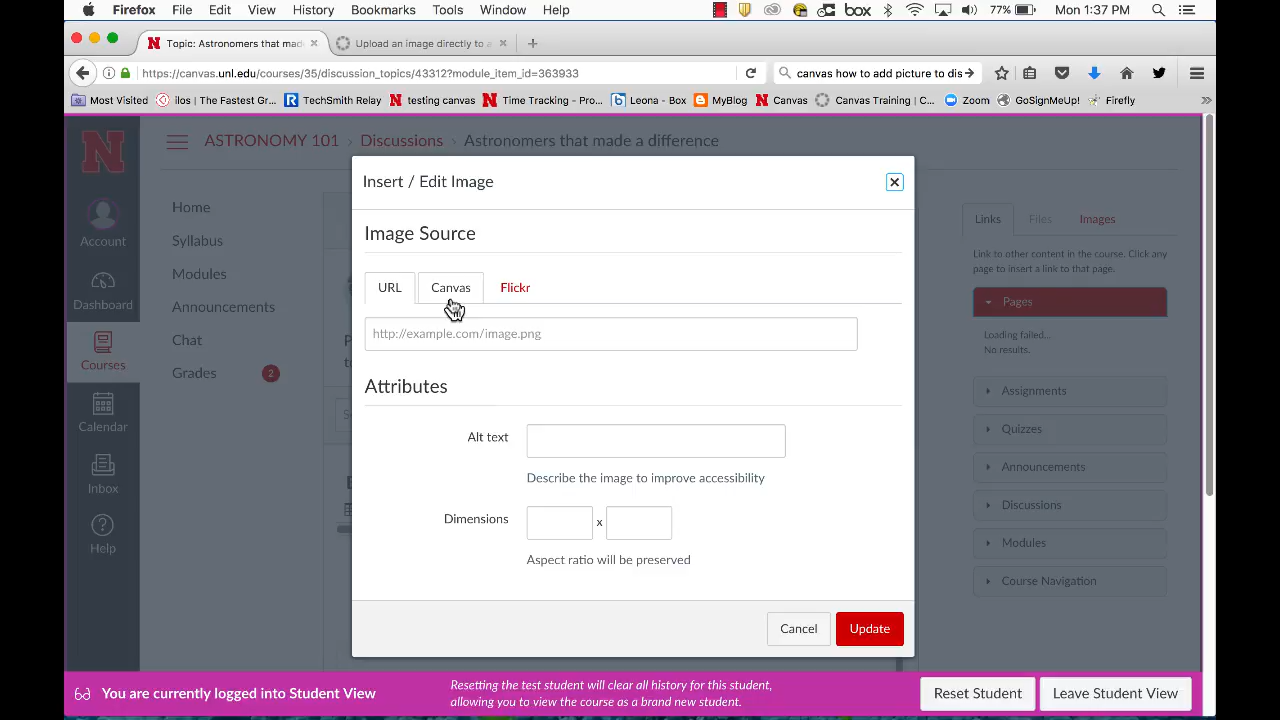 Firefox File Edit View History Bookmarks Tools Window Help box 77% Mon 1:37 PM
Topic: Astronomers that made
Upload an image directly to a
https://canvas.unl.edu/courses/35/discussion_topics/43312?module_item_id=363933
canvas how to add picture to dis
Most Visited ilos | The Fastest Gr... TechSmith Relay testing canvas Time Tracking - Pro... Leona - Box MyBlog Canvas Canvas Training | C... Zoom GoSignMeUp! Firefly
ASTRONOMY 101 Discussions Astronomers that made a difference
Account
Dashboard
Courses
Calendar
Inbox
Help
Home
Syllabus
Modules
Announcements
Chat
Grades 2
Insert / Edit Image
Image Source
URL Canvas Flickr
http://example.com/image.png
Attributes
Alt text
Describe the image to improve accessibility
Dimensions x
Aspect ratio will be preserved
Cancel Update
Links Files Images
Link to other content in the course. Click any
page to insert a link to that page.
Pages
Loading failed...
No results.
Assignments
Quizzes
Announcements
Discussions
Modules
Course Navigation
You are currently logged into Student View
Resetting the test student will clear all history for this student,
allowing you to view the course as a brand new student.
Reset Student Leave Student View